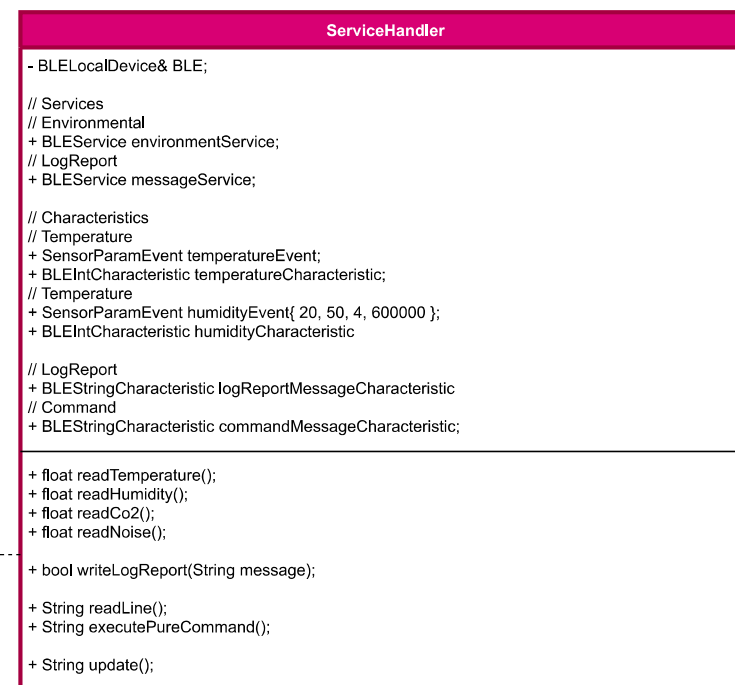 ServiceHandler
- BLELocalDevice& BLE;
// Services
// Environmental
+ BLEService environmentService;
// LogReport
+ BLEService messageService;
// Characteristics
// Temperature
+ SensorParamEvent temperatureEvent;
+ BLEIntCharacteristic temperatureCharacteristic;
// Temperature
+ SensorParamEvent humidityEvent{ 20, 50, 4, 600000 };
+ BLEIntCharacteristic humidityCharacteristic
// LogReport
+ BLEStringCharacteristic logReportMessageCharacteristic
// Command
+ BLEStringCharacteristic commandMessageCharacteristic;
+ float readTemperature();
+ float readHumidity();
+ float readCo2();
+ float readNoise();
+ bool writeLogReport(String message);
+ String readLine();
+ String executePureCommand();
+ String update();